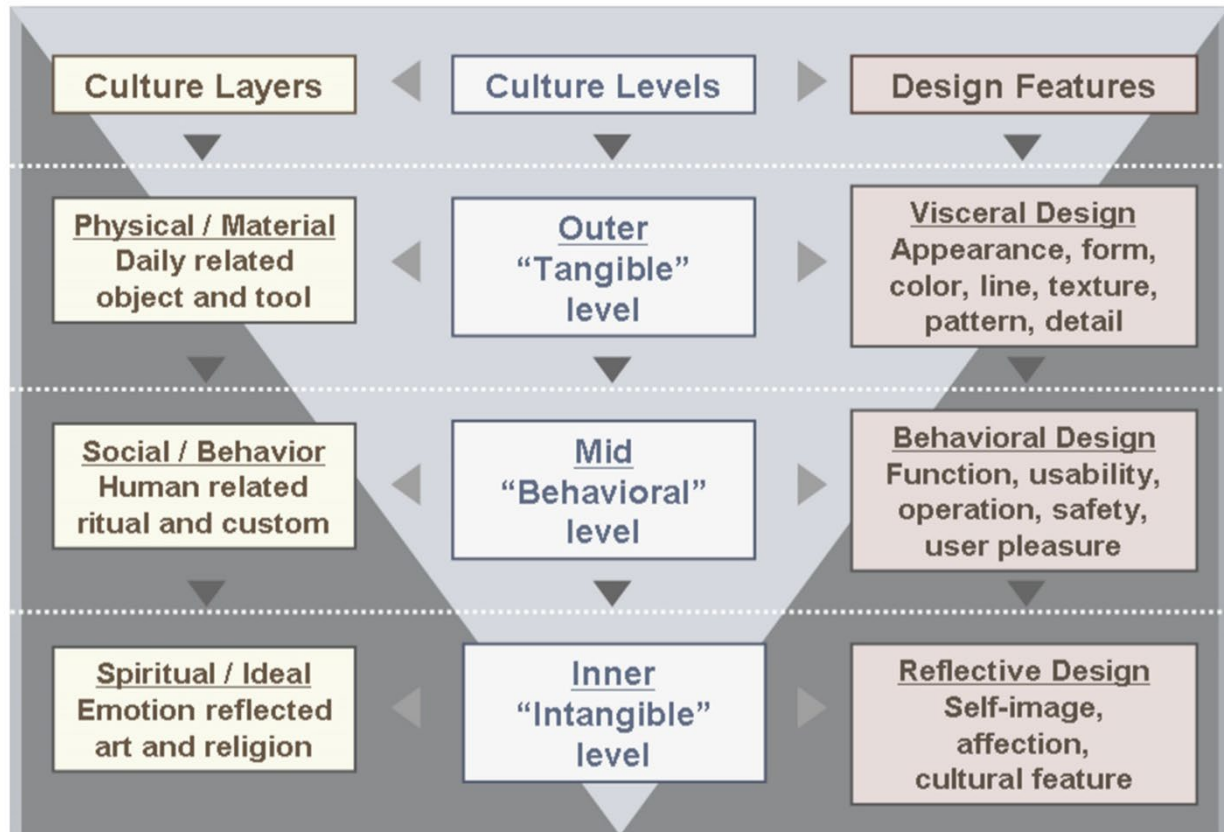 Culture Layers
Culture Levels
Design Features
Physical / Material
Daily related
object and tool
Outer
“Tangible”
level
Visceral Design
Appearance, form,
color, line, texture,
pattern, detail
Social / Behavior
Human related
ritual and custom
Mid
“Behavioral”
level
Behavioral Design
Function, usability,
operation, safety,
user pleasure
Spiritual / Ideal
Emotion reflected
art and religion
Inner
“Intangible”
level
Reflective Design
Self-image,
affection,
cultural feature